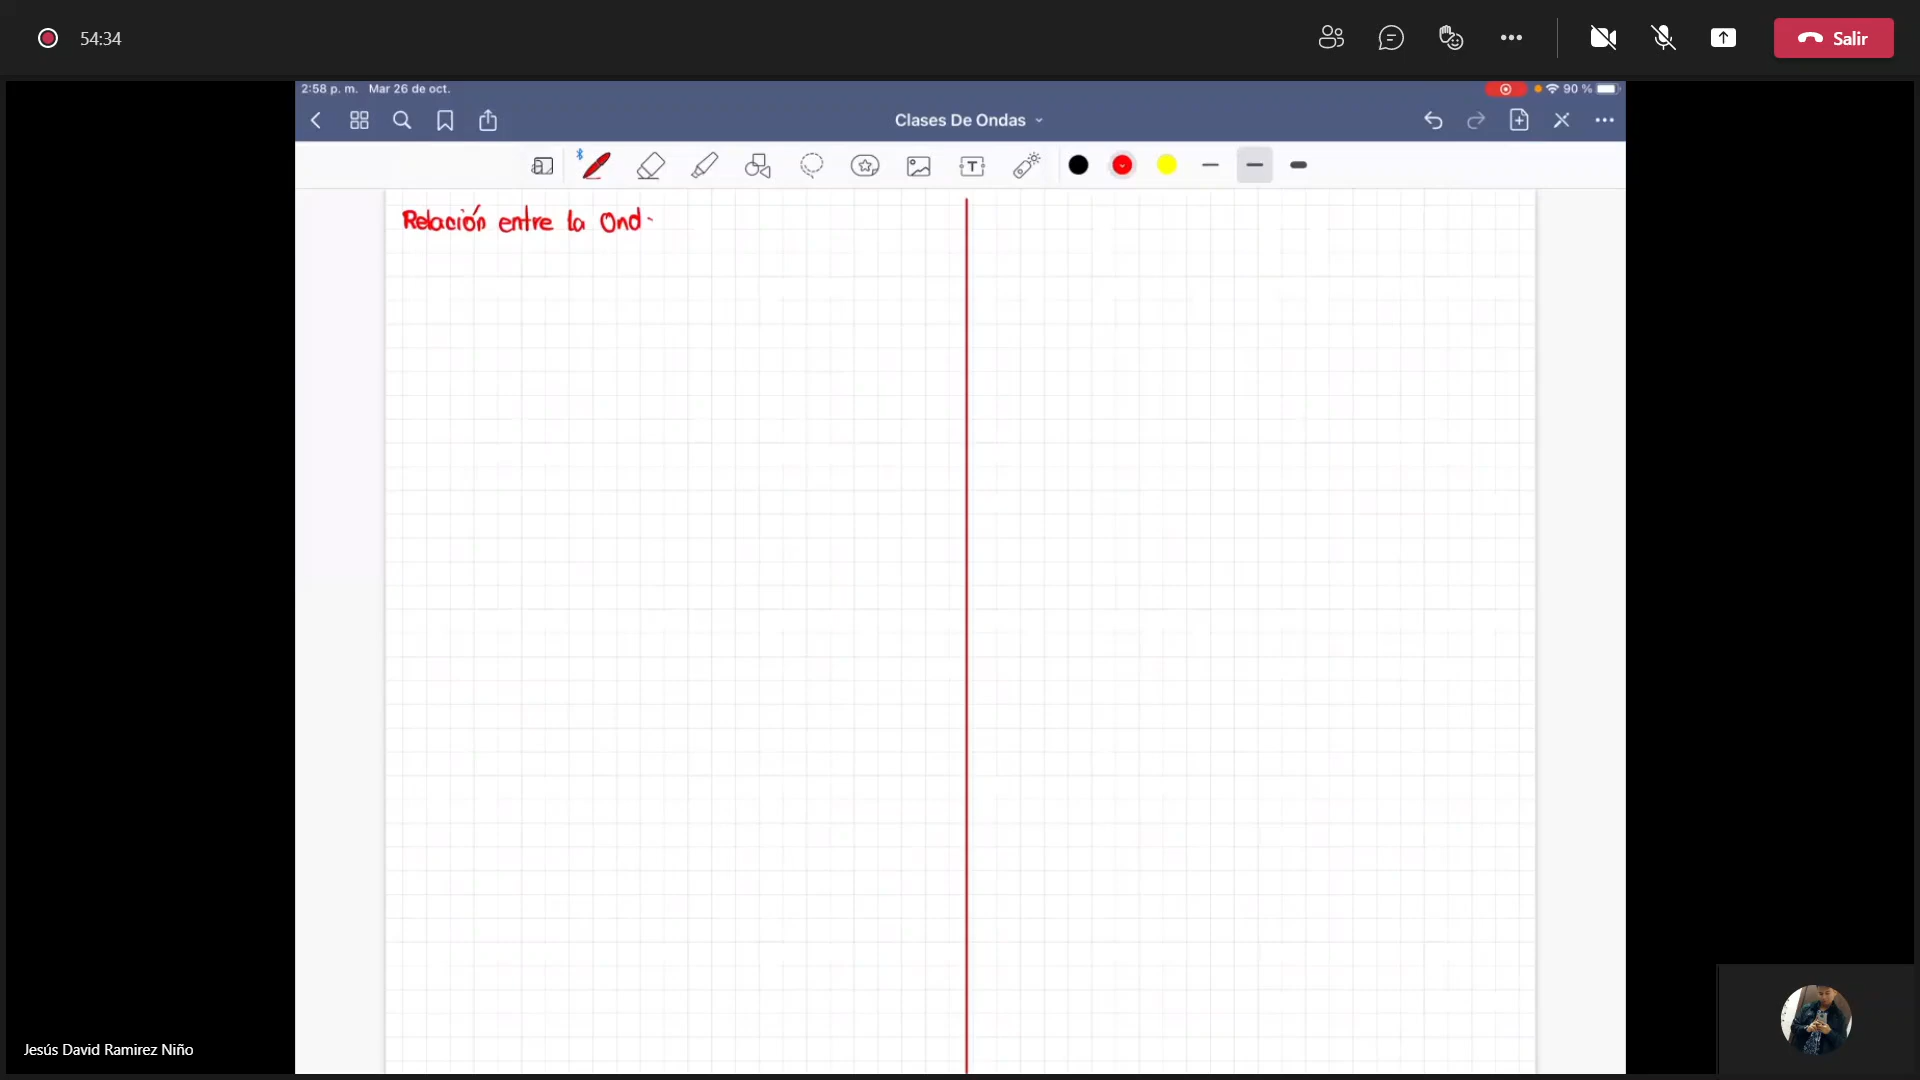 54:34
Salir
2:58 p. m. Mar 26 de oct.
90 %
Clases De Ondas
T
Relación entre la Ond
Jesús David Ramirez Niño